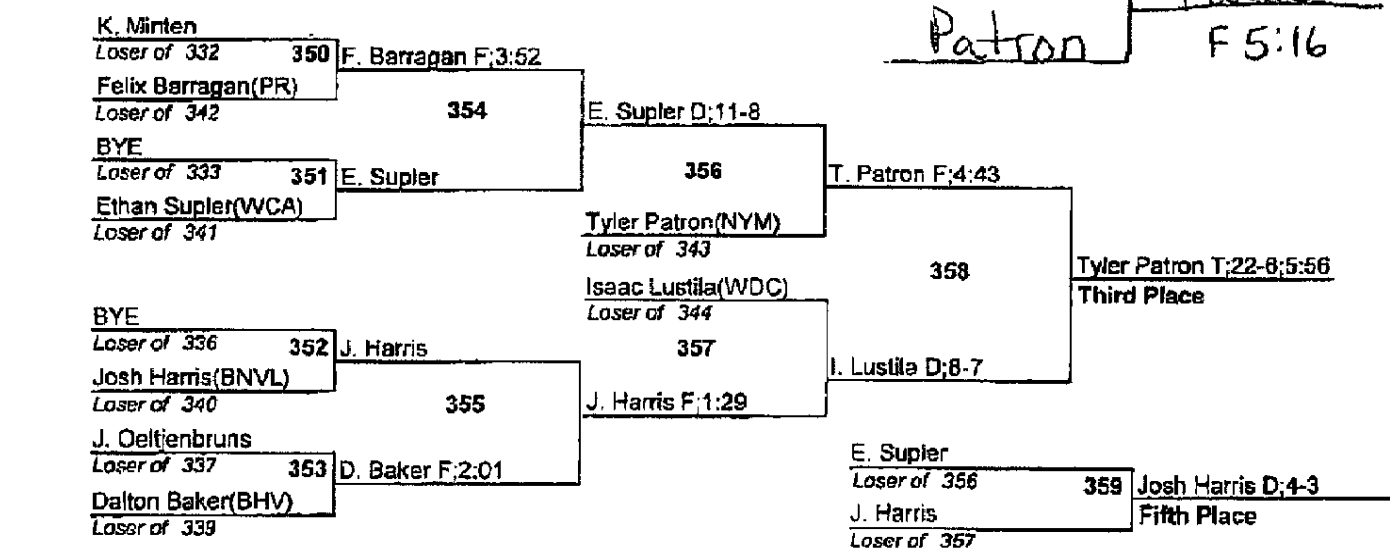 K. Minten
Loser of 332
350
F. Barragan F;3:52
Felix Barragan(PR)
Loser of 342
354
BYE
Loser of 333
351
E. Supler
Ethan Supler(WCA)
Loser of 341
E. Supler D;11-8
356
Tyler Patron(NYM)
Loser of 343
T. Patron F;4:43
BYE
Loser of 336
352
J. Harris
Josh Harris(BNVL)
Loser of 340
355
J. Oeltjenbruns
Loser of 337
353
D. Baker F;2:01
Dalton Baker(BHV)
Loser of 339
Isaac Lustila(WDC)
Loser of 344
357
J. Harris F;1:29
I. Lustila D;8-7
358
Tyler Patron T;22-6;5:56
Third Place
E. Supler
Loser of 356
359
J. Harris
Loser of 357
Josh Harris D;4-3
Fifth Place
Patron
F 5:16